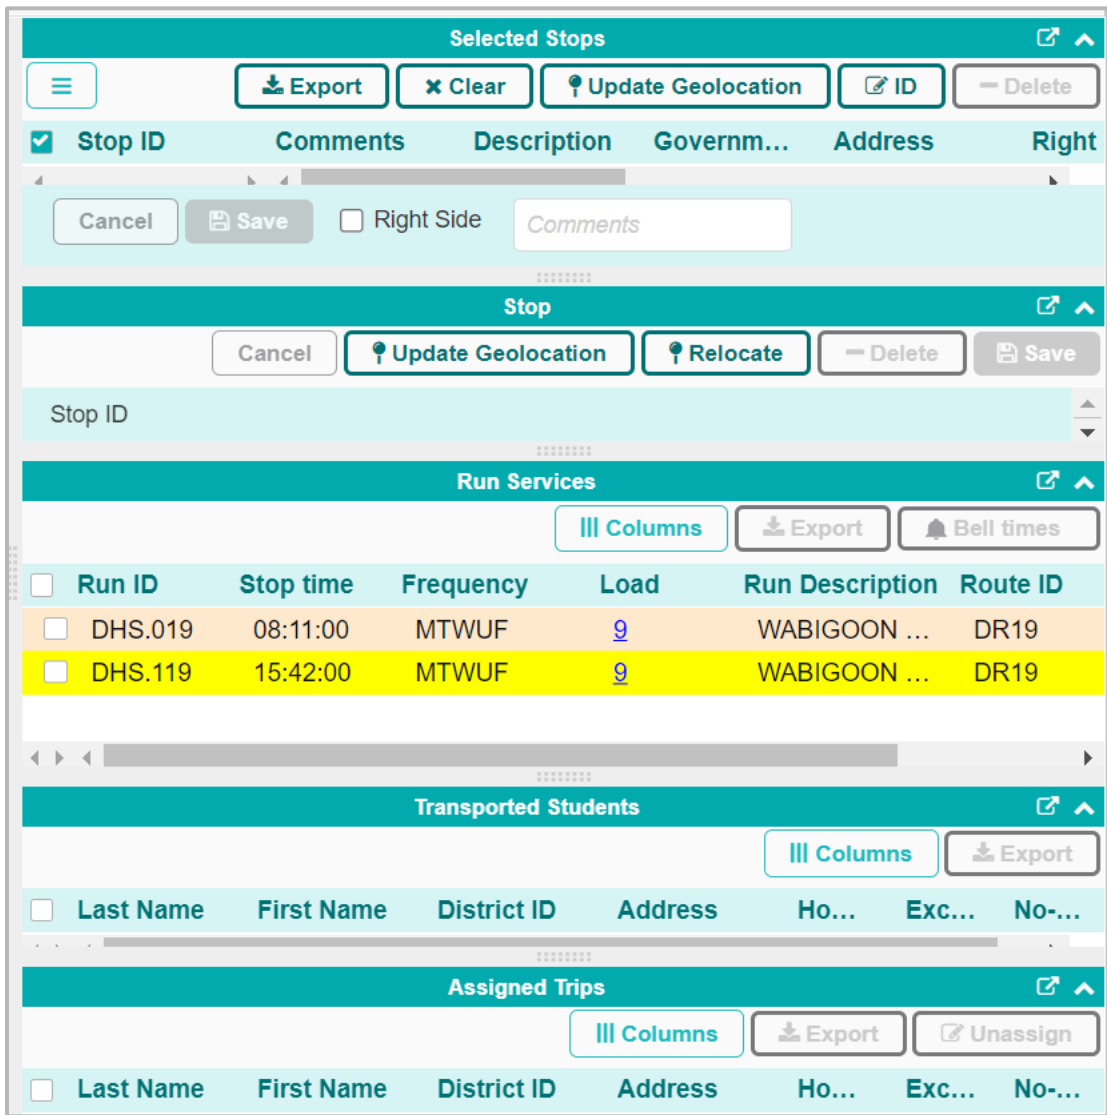 Selected Stops
Export Clear Update Geolocation ID Delete
Stop ID Comments Description Governm... Address Right
Cancel Save Right Side Comments
Stop
Cancel Update Geolocation Relocate Delete Save
Stop ID
Run Services
Columns Export Bell times
Run ID Stop time Frequency Load Run Description Route ID
DHS.019 08:11:00 MTWUF 9 WABIGOON ... DR19
DHS.119 15:42:00 MTWUF 9 WABIGOON ... DR19
Transported Students
Columns Export
Last Name First Name District ID Address Ho... Exc... No-...
Assigned Trips
Columns Export Unassign
Last Name First Name District ID Address Ho... Exc... No-...